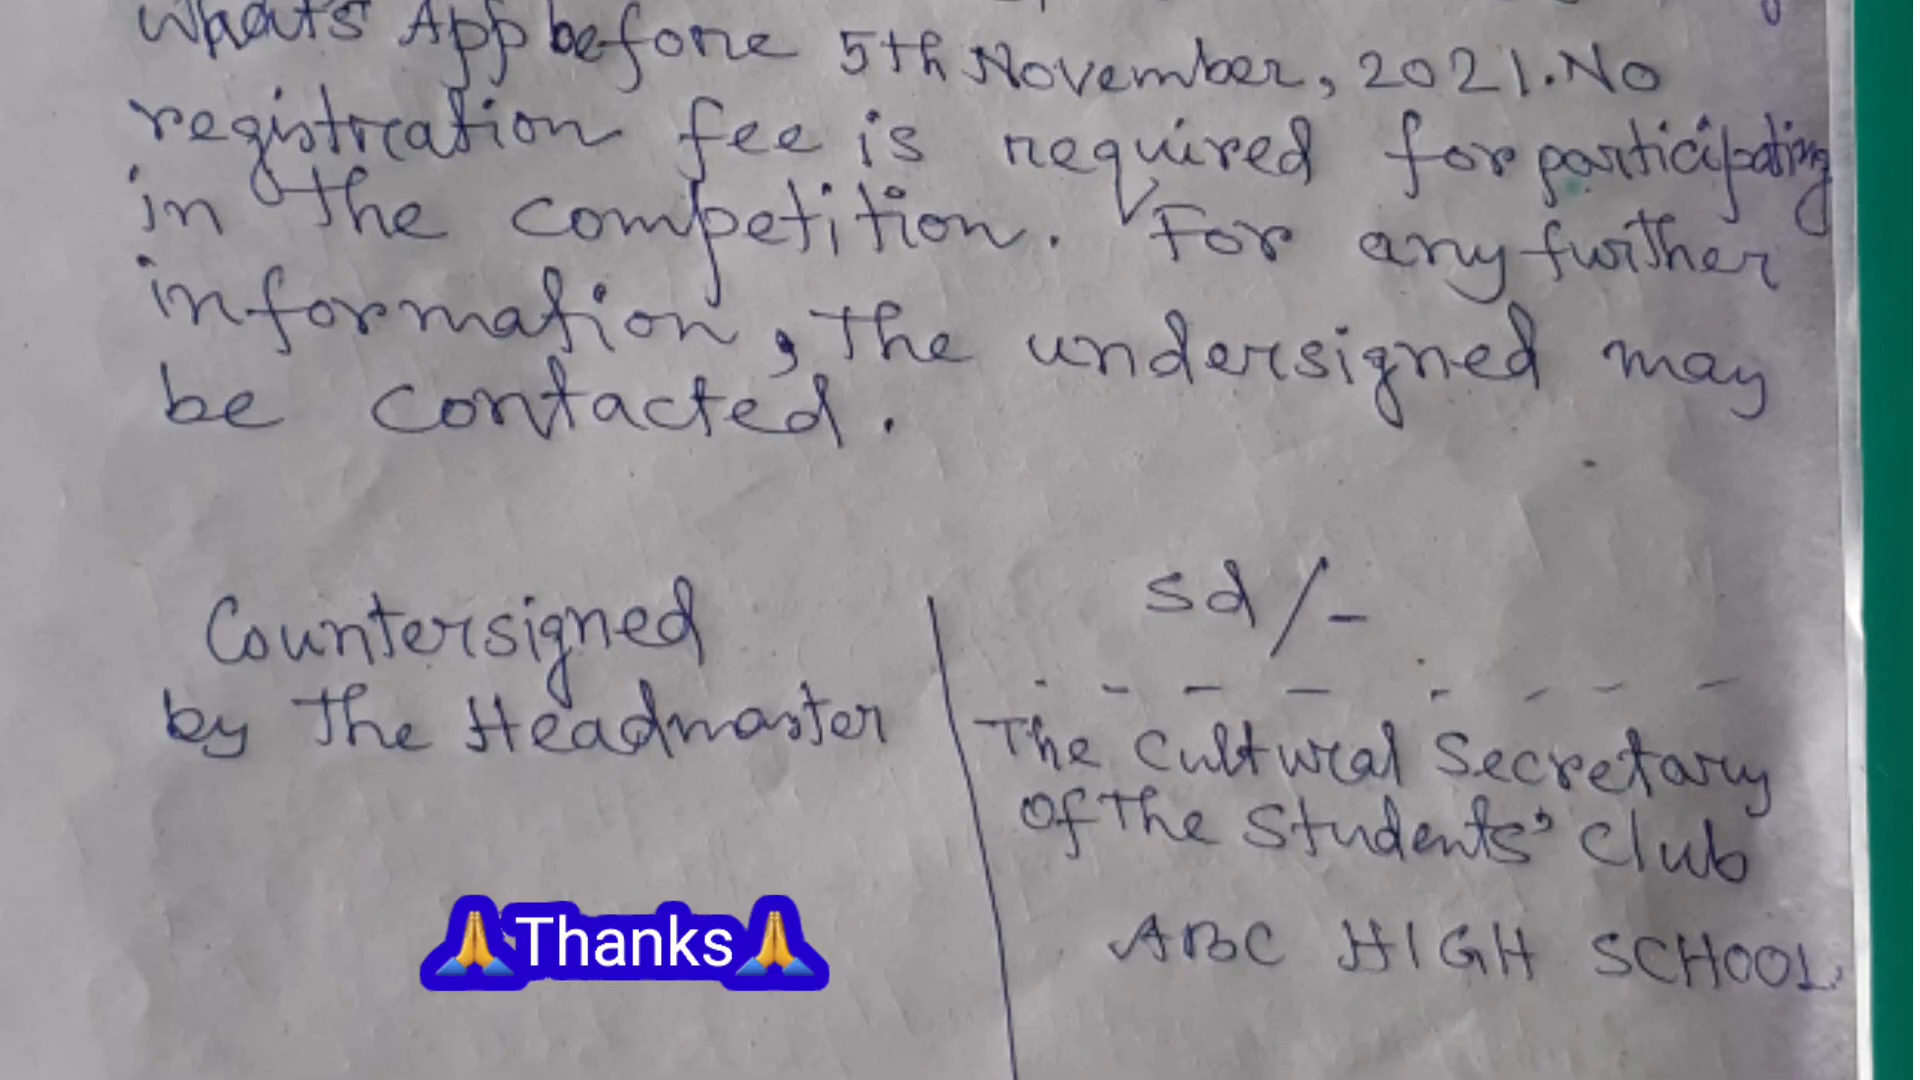 What's App before 5th November, 2021. No
registration fee is required for participating
in the competition. For any further
information, the undersigned may
be contacted.
Countersigned
by the Headmaster
sd/-
The Cultural Secretary
Of the Students' Club
ABC HIGH SCHOOL.
🙏Thanks🙏